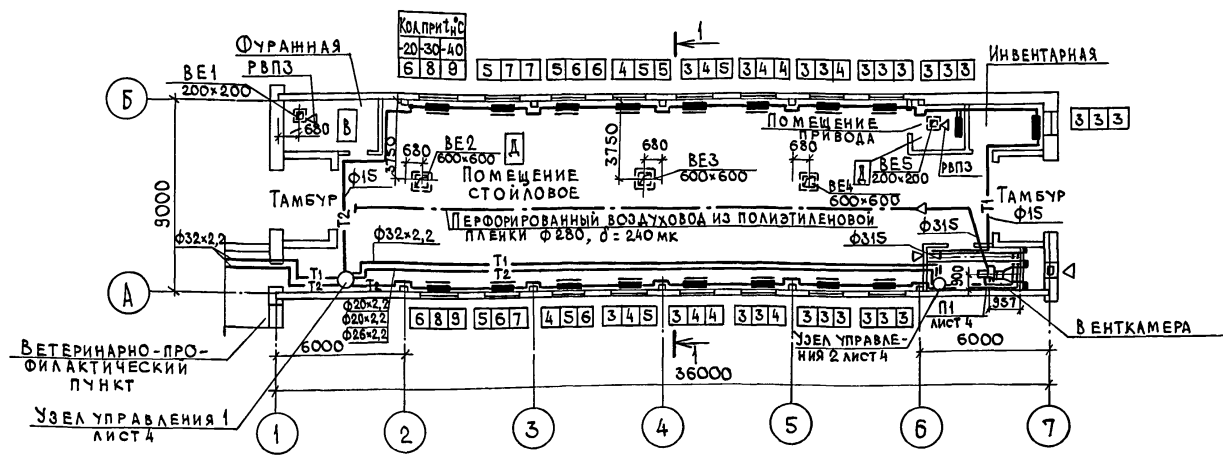 Кол.при tн°С
-20 -30 -40
6 8 9
5 7 7
5 6 6
4 5 5
3 4 5
3 4 4
3 3 4
3 3 3
3 3 3
1
Фуражная
РВПЗ
ВЕ1
200×200
Инвентарная
Б
680
В
3750
680
ВЕ2
600×600
Д
3750
680
ВЕ3
600×600
680
ВЕ4
600×600
Помещение
привода
Д
ВЕ5
200×200
РВПЗ
3 3 3
Помещение
стойловое
Тамбур
ф15
Т2
9000
Перфорированный воздуховод из полиэтиленовой
пленки ф280, δ=240мк
ф315
ф315
Т1
Тамбур
ф15
ф32×2,2
ф32×2,2
Т1
Т2
Т1
Т2
Т2
А
ф20×2,2
ф20×2,2
ф26×2,2
900
957
П1
лист 4
Венткамера
6 8 9
5 6 7
4 5 6
3 4 5
3 4 4
3 3 4
3 3 3
3 3 3
Узел управле-
ния 2 лист 4
Ветеринарно-про-
филактический
пункт
6000
1
36000
6000
Узел управления 1
лист 4
1
2
3
4
5
6
7